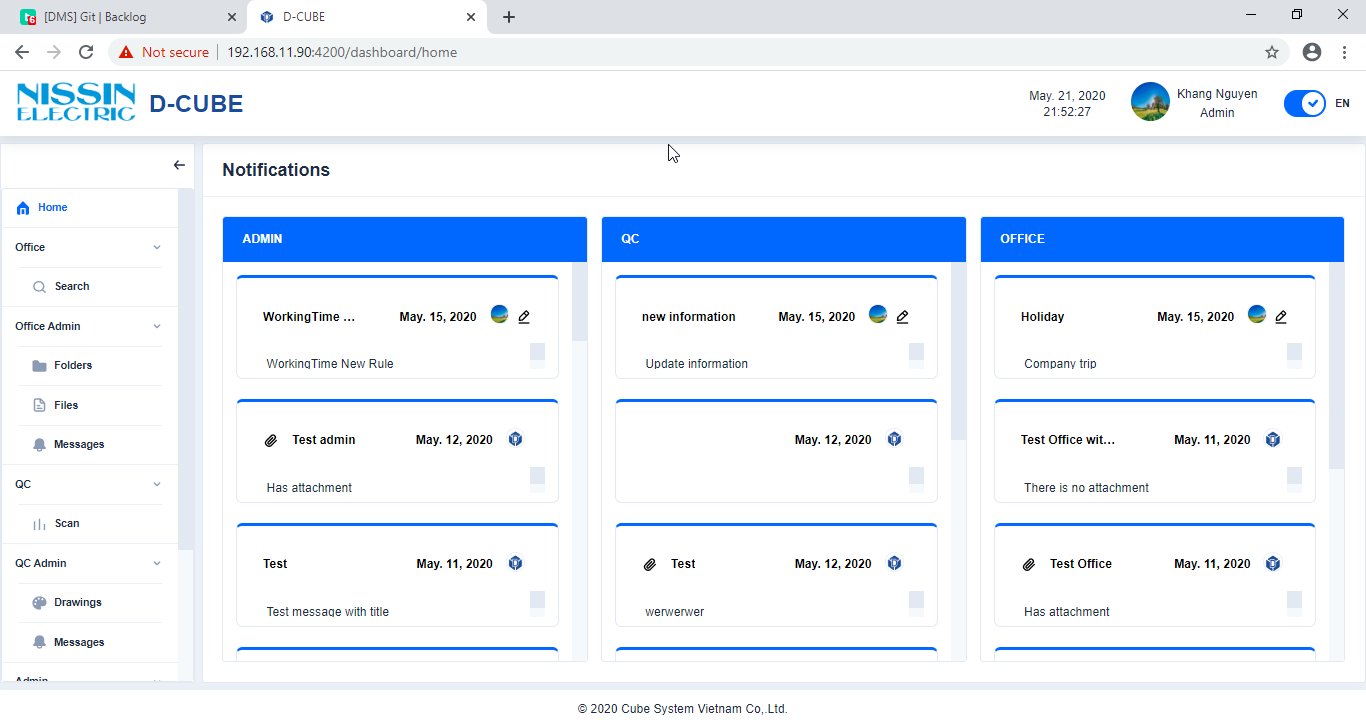 [DMS] Git | Backlog
D-CUBE
Not secure
192.168.11.90:4200/dashboard/home
NISSIN
ELECTRIC
D-CUBE
May. 21, 2020
21:52:27
Khang Nguyen
Admin
EN
Home
Office
Search
Office Admin
Folders
Files
Messages
QC
Scan
QC Admin
Drawings
Messages
Admin
Notifications
ADMIN
WorkingTime ... May. 15, 2020
WorkingTime New Rule
Test admin May. 12, 2020
Has attachment
Test May. 11, 2020
Test message with title
QC
new information May. 15, 2020
Update information
May. 12, 2020
Test May. 12, 2020
werwerwer
OFFICE
Holiday May. 15, 2020
Company trip
Test Office wit... May. 11, 2020
There is no attachment
Test Office May. 11, 2020
Has attachment
© 2020 Cube System Vietnam Co,.Ltd.